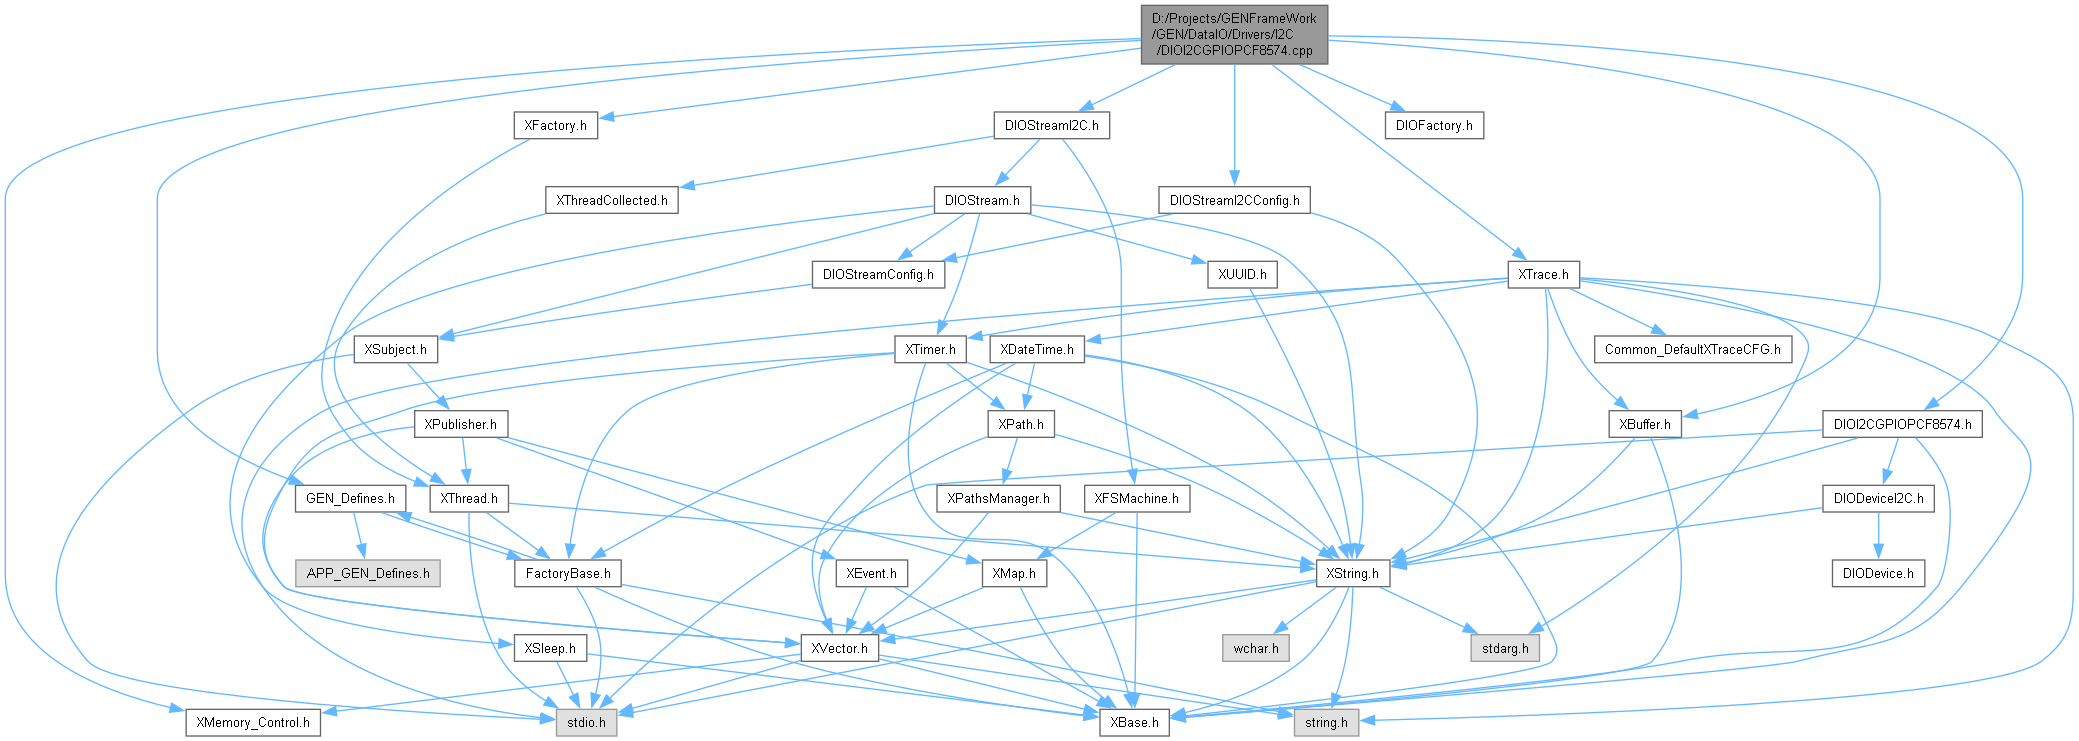 D:/Projects/GENFrameWork
/GEN/DataIO/Drivers/I2C
/DIOI2CGPIOPCF8574.cpp
XFactory.h
DIOStreamI2C.h
DIOFactory.h
XThreadCollected.h
DIOStream.h
DIOStreamI2CConfig.h
DIOStreamConfig.h
XUUID.h
XTrace.h
XSubject.h
XTimer.h
XDateTime.h
Common_DefaultXTraceCFG.h
XPublisher.h
XPath.h
XBuffer.h
DIOI2CGPIOPCF8574.h
GEN_Defines.h
XThread.h
XPathsManager.h
XFSMachine.h
DIODeviceI2C.h
APP_GEN_Defines.h
FactoryBase.h
XEvent.h
XMap.h
XString.h
DIODevice.h
XSleep.h
XVector.h
wchar.h
stdarg.h
XMemory_Control.h
stdio.h
XBase.h
string.h